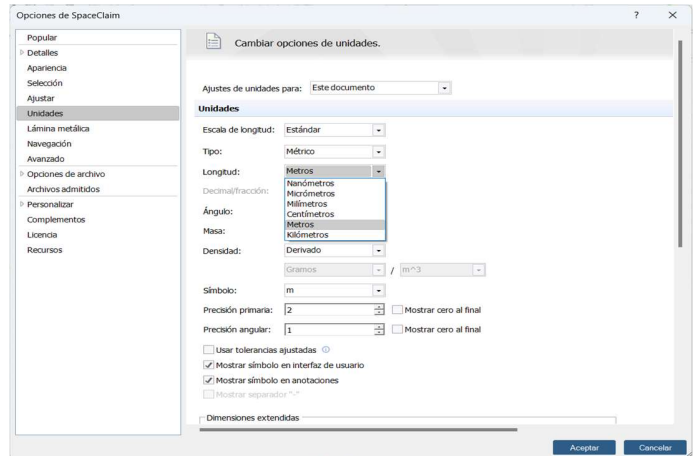 Opciones de SpaceClaim
?
Popular
Detalles
Apariencia
Selección
Ajustar
Unidades
Lámina metálica
Navegación
Avanzado
Opciones de archivo
Archivos admitidos
Personalizar
Complementos
Licencia
Recursos
Cambiar opciones de unidades.
Ajustes de unidades para: Este documento
Unidades
Escala de longitud: Estándar
Tipo: Métrico
Longitud: Metros
Nanómetros
Decimal/fracción:
Micrómetros
Milímetros
Ángulo:
Centímetros
Metros
Masa:
Kilómetros
Densidad: Derivado
Gramos / m^3
Símbolo: m
Precisión primaria: 2 Mostrar cero al final
Precisión angular: 1 Mostrar cero al final
Usar tolerancias ajustadas
Mostrar símbolo en interfaz de usuario
Mostrar símbolo en anotaciones
Mostrar separador "-"
Dimensiones extendidas
Aceptar Cancelar